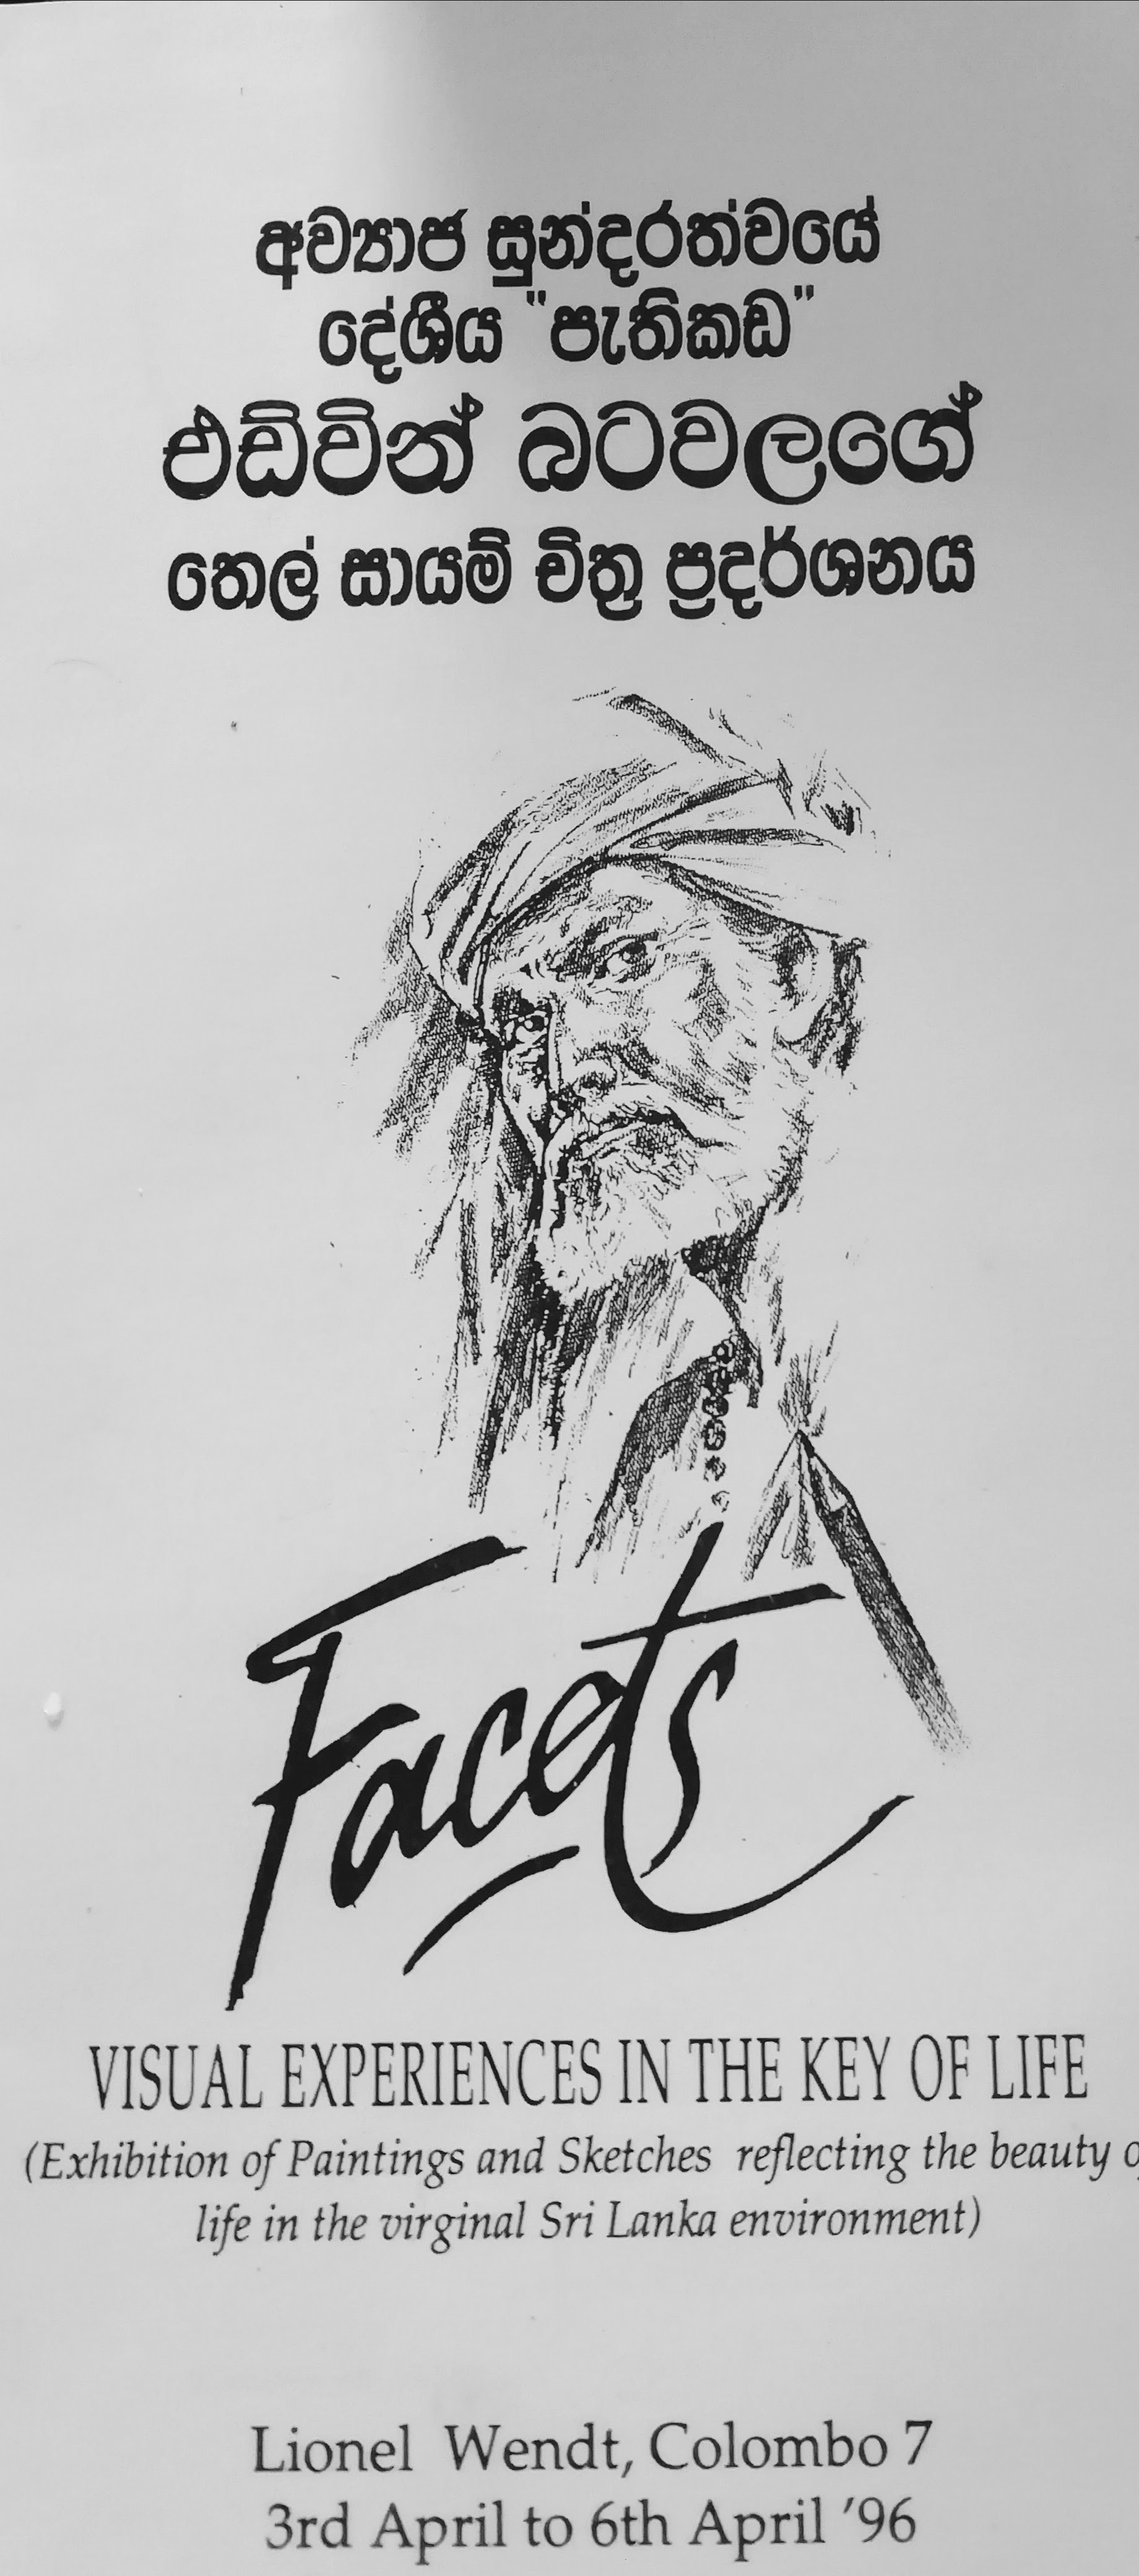 අව්‍යාජ සුන්දරත්වයේ
දේශීය "පැතිකඩ"
එඩ්වින් බටවලගේ
තෙල් සායම් චිත්‍ර ප්‍රදර්ශනය
Facets
VISUAL EXPERIENCES IN THE KEY OF LIFE
(Exhibition of Paintings and Sketches reflecting the beauty o
life in the virginal Sri Lanka environment)
Lionel Wendt, Colombo 7
3rd April to 6th April '96